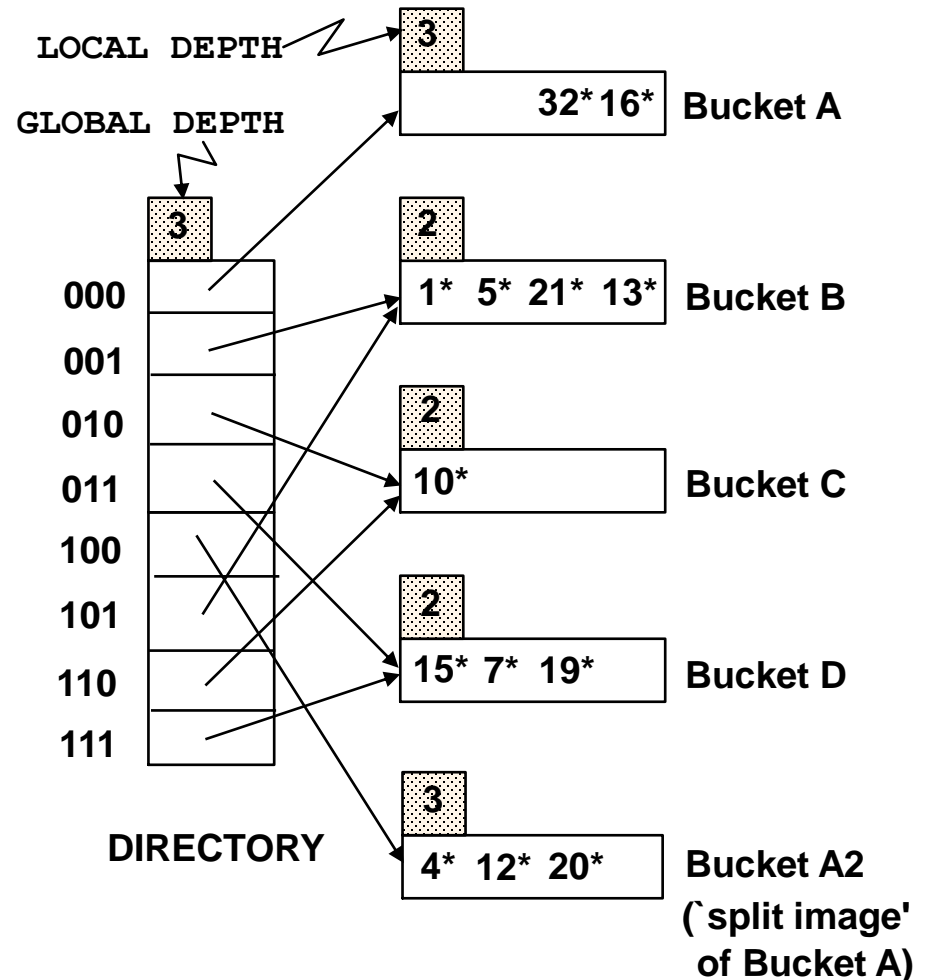 LOCAL DEPTH
GLOBAL DEPTH
3
32* 16*
Bucket A
3
2
1* 5* 21* 13*
Bucket B
000
001
010
011
100
101
110
111
2
10*
Bucket C
2
15* 7* 19*
Bucket D
DIRECTORY
3
4* 12* 20*
Bucket A2
(`split image'
of Bucket A)